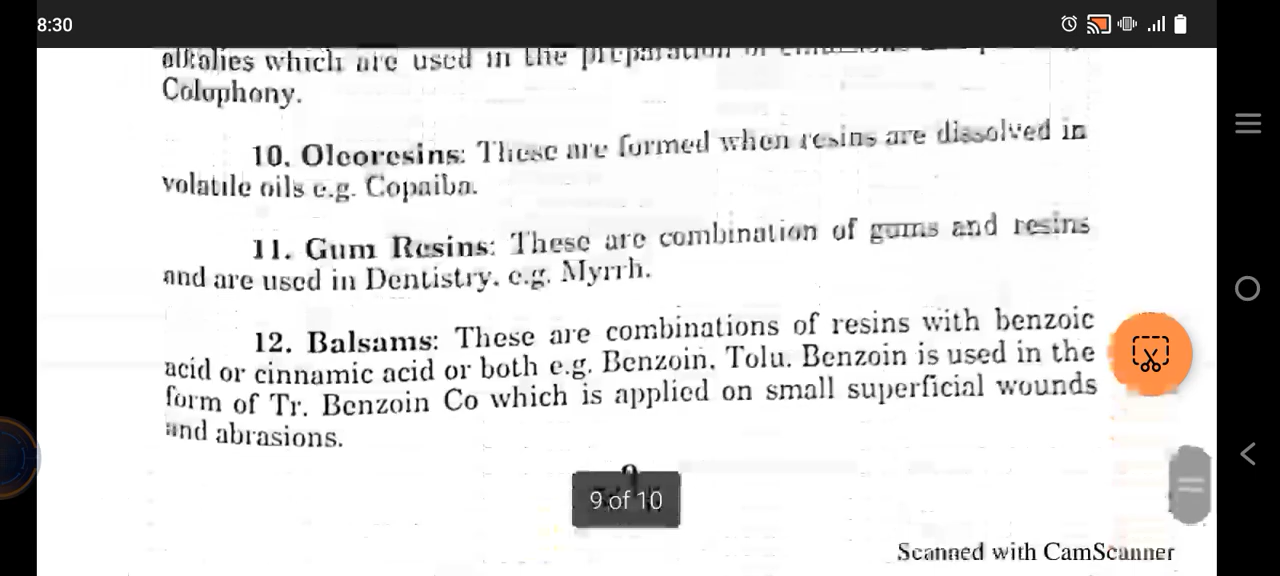 8:30
alkalies which are used in the preparation of
Colophony.
10. Oleoresins: These are formed when resins are dissolved in
volatile oils e.g. Copaiba.
11. Gum Resins: These are combination of gums and resins
and are used in Dentistry. e.g. Myrrh.
12. Balsams: These are combinations of resins with benzoic
acid or cinnamic acid or both e.g. Benzoin, Tolu. Benzoin is used in the
form of Tr. Benzoin Co which is applied on small superficial wounds
and abrasions.
9 of 10
Scanned with CamScanner